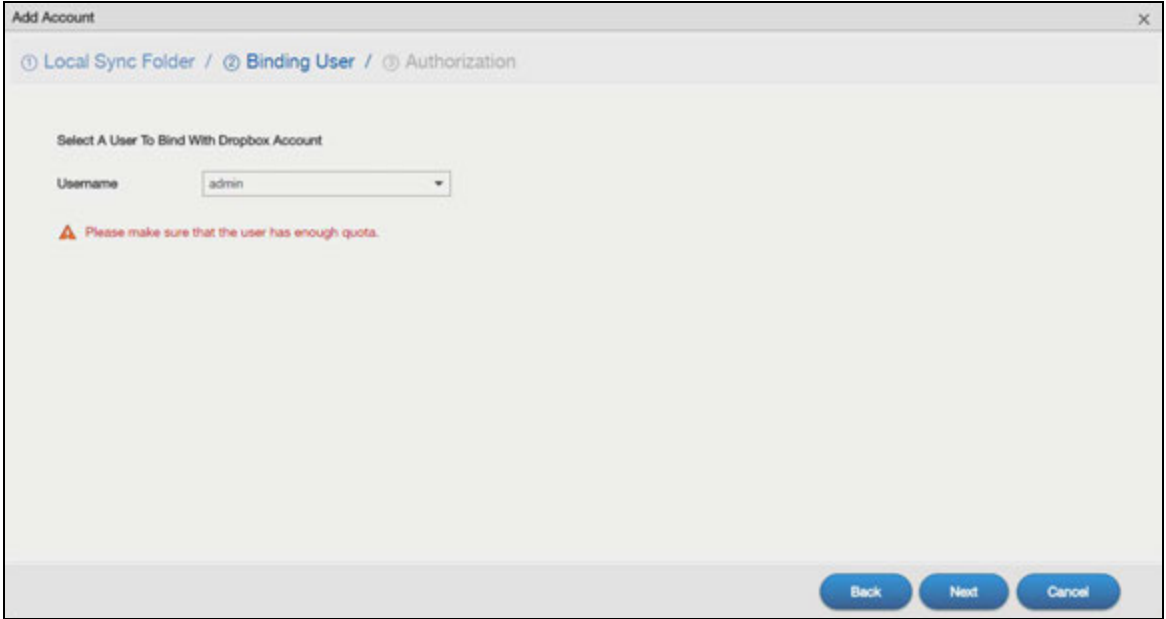 Add Account
① Local Sync Folder / ② Binding User / ③ Authorization
Select A User To Bind With Dropbox Account
Username admin
Please make sure that the user has enough quota.
Back Next Cancel